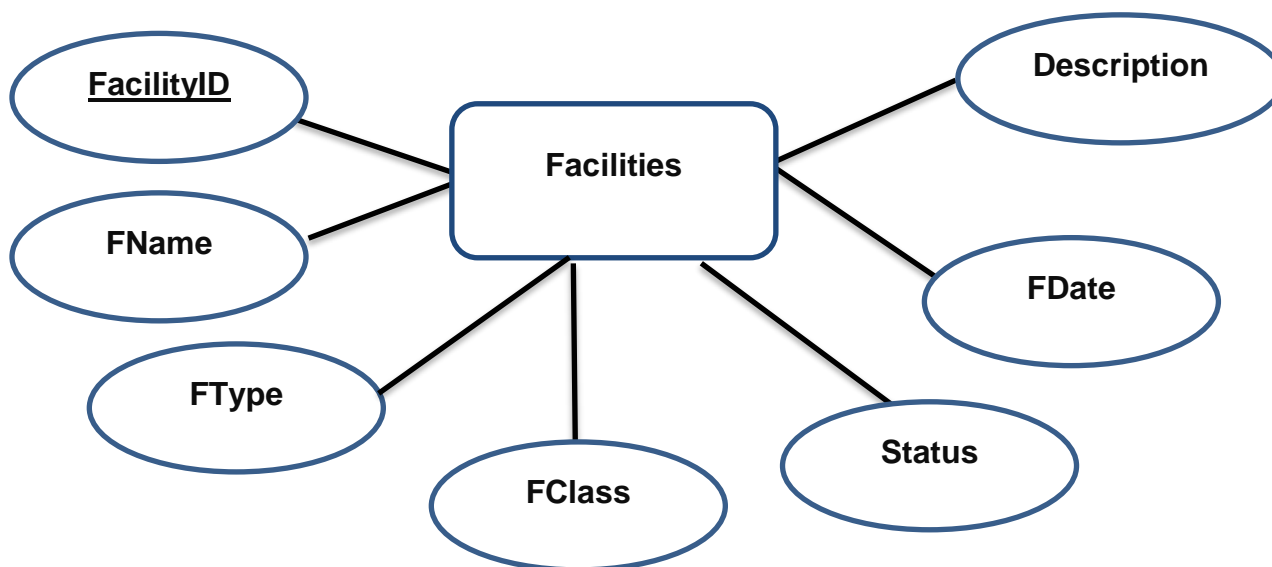 Description
FacilityID
Facilities
FName
FDate
FType
Status
FClass